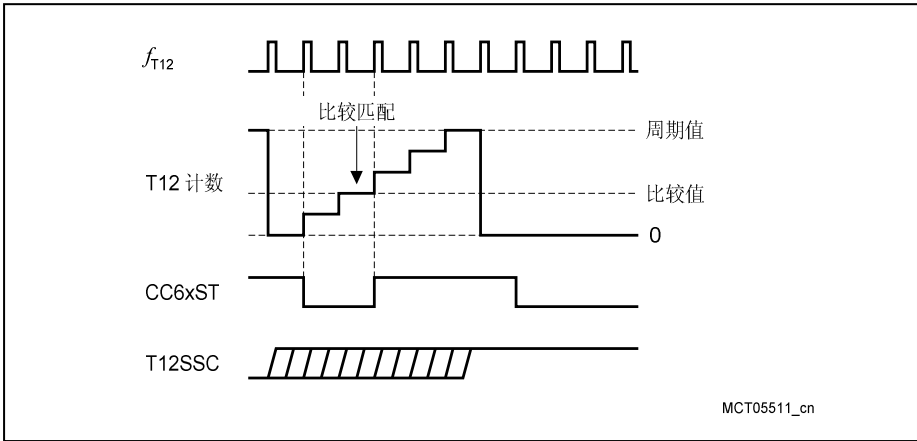 fT12
比较匹配
周期值
T12 计数
比较值
0
CC6xST
T12SSC
MCT05511_cn